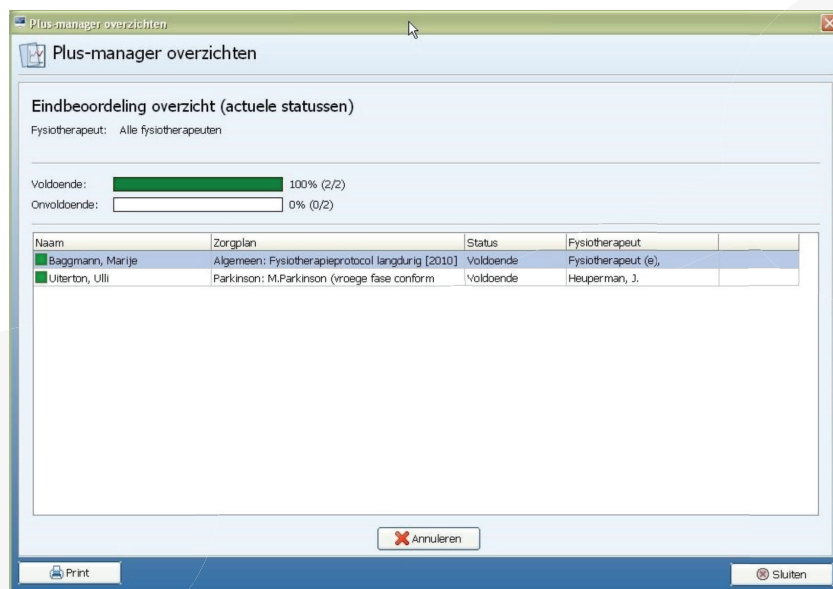 Plus-manager overzichten
Plus-manager overzichten
Eindbeoordeling overzicht (actuele statussen)
Fysiotherapeut: Alle fysiotherapeuten
Voldoende: 100% (2/2)
Onvoldoende: 0% (0/2)
Naam Zorgplan Status Fysiotherapeut
Baggmann, Marije Algemeen: Fysiotherapieprotocol langdurig [2010] Voldoende Fysiotherapeut (e),
Uiterton, Ulli Parkinson: M.Parkinson (vroege fase conform Voldoende Heuperman, J.
Annuleren
Print Sluiten